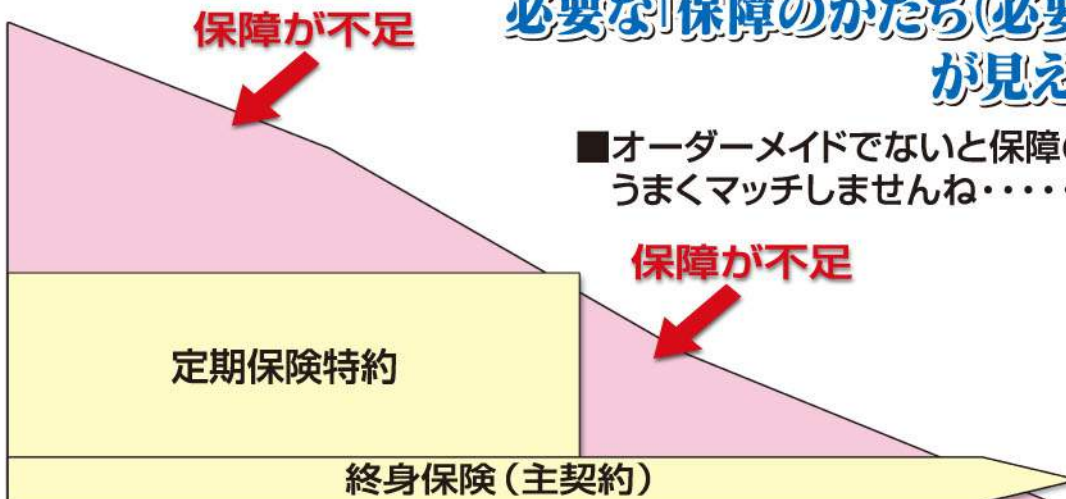 保障が不足
必要な「保障のかたち(必要
が見え
■オーダーメイドでないと保障
うまくマッチしませんね・・・・・
保障が不足
定期保険特約
終身保険(主契約)